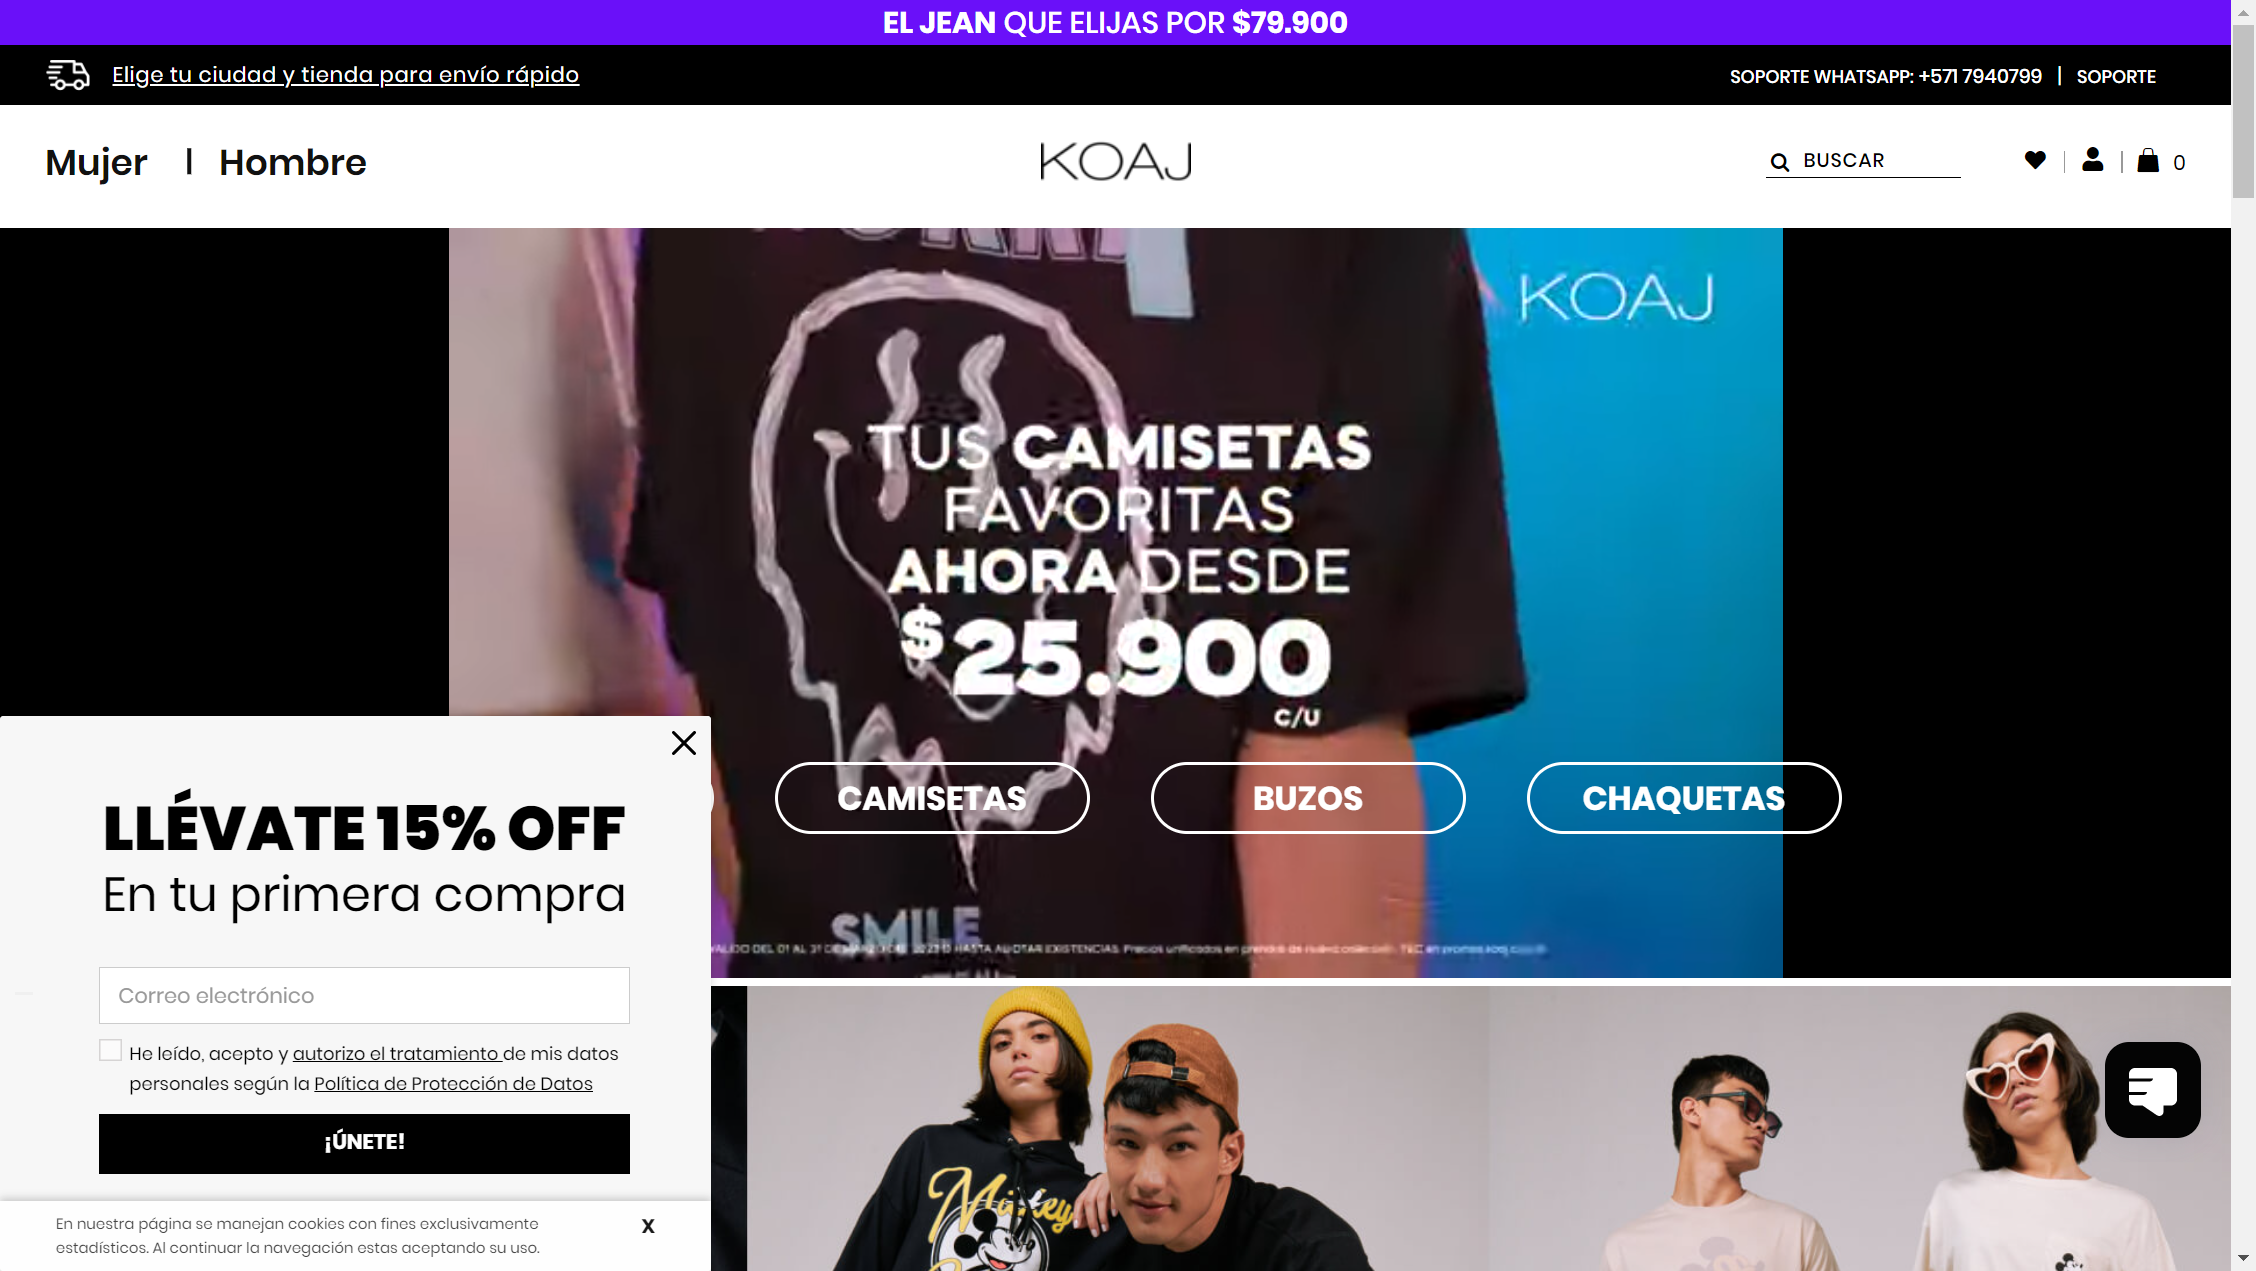 EL JEAN QUE ELIJAS POR $79.900
Elige tu ciudad y tienda para envío rápido
SOPORTE WHATSAPP: +571 7940799 | SOPORTE
Mujer | Hombre
KOAJ
BUSCAR
0
KOAJ
TUS CAMISETAS
FAVORITAS
AHORA DESDE
$25.900
C/U
CAMISETAS
BUZOS
CHAQUETAS
SMILE
LLÉVATE 15% OFF
En tu primera compra
Correo electrónico
He leído, acepto y autorizo el tratamiento de mis datos
personales según la Política de Protección de Datos
¡ÚNETE!
En nuestra página se manejan cookies con fines exclusivamente
estadísticos. Al continuar la navegación estas aceptando su uso.
X
Mickey